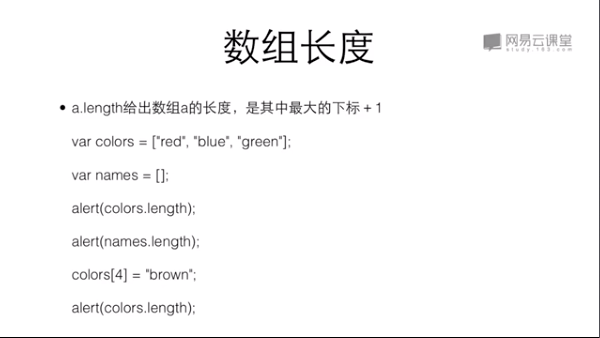 数组长度
网易云课堂
study.163.com
• a.length给出数组a的长度，是其中最大的下标 + 1
var colors = ["red", "blue", "green"];
var names = [];
alert(colors.length);
alert(names.length);
colors[4] = "brown";
alert(colors.length);